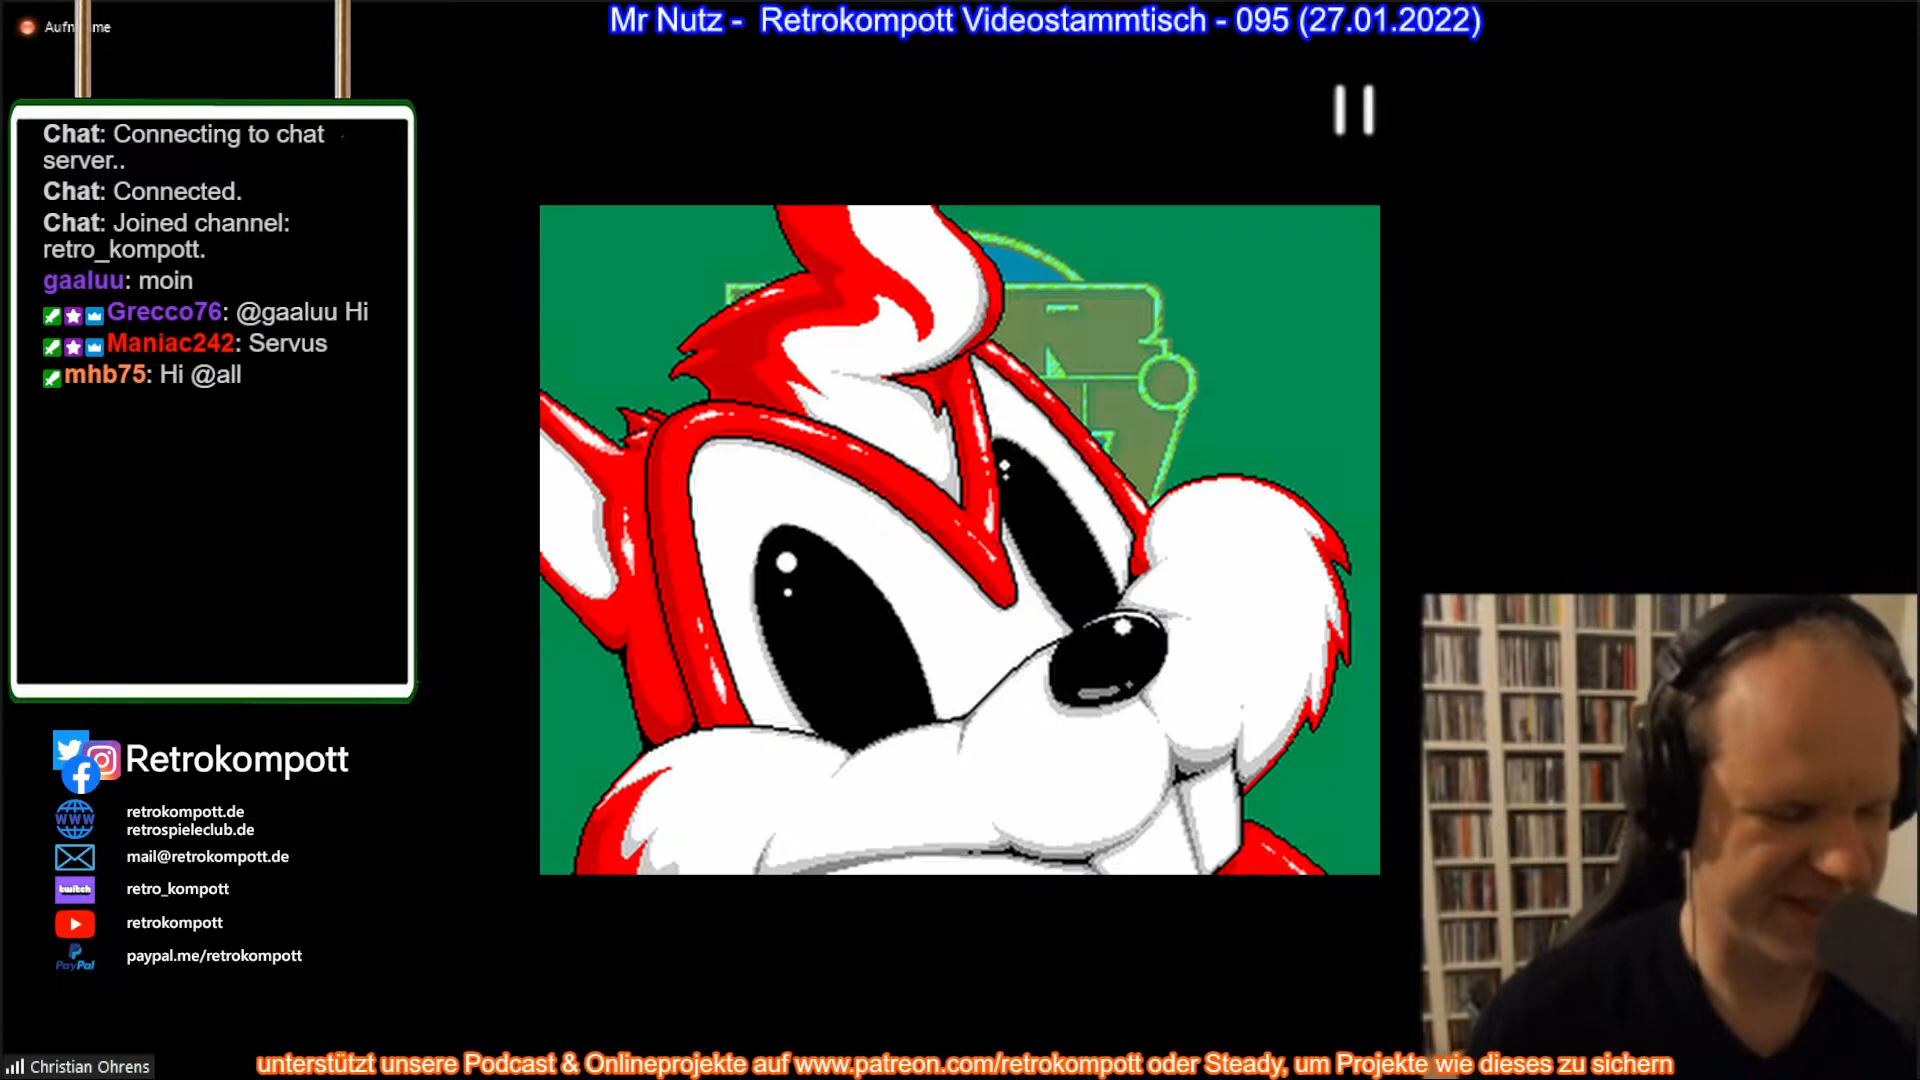 Mr Nutz - Retrokompott Videostammtisch - 095 (27.01.2022)
Chat: Connecting to chat
server..
Chat: Connected.
Chat: Joined channel:
retro_kompott.
gaaluu: moin
Grecco76: @gaaluu Hi
Maniac242: Servus
mhb75: Hi @all
Retrokompott
www
retrokompott.de
retrospieleclub.de
mail@retrokompott.de
twitch
retro_kompott
retrokompott
PayPal
paypal.me/retrokompott
Christian Ohrens
unterstützt unsere Podcast & Onlineprojekte auf www.patreon.com/retrokompott oder Steady, um Projekte wie dieses zu sichern